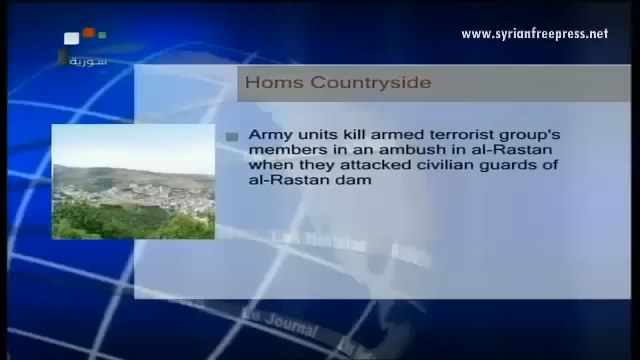 www.syrianfreepress.net
سورية
Homs Countryside
Army units kill armed terrorist group's
members in an ambush in al-Rastan
when they attacked civilian guards of
al-Rastan dam
Journal